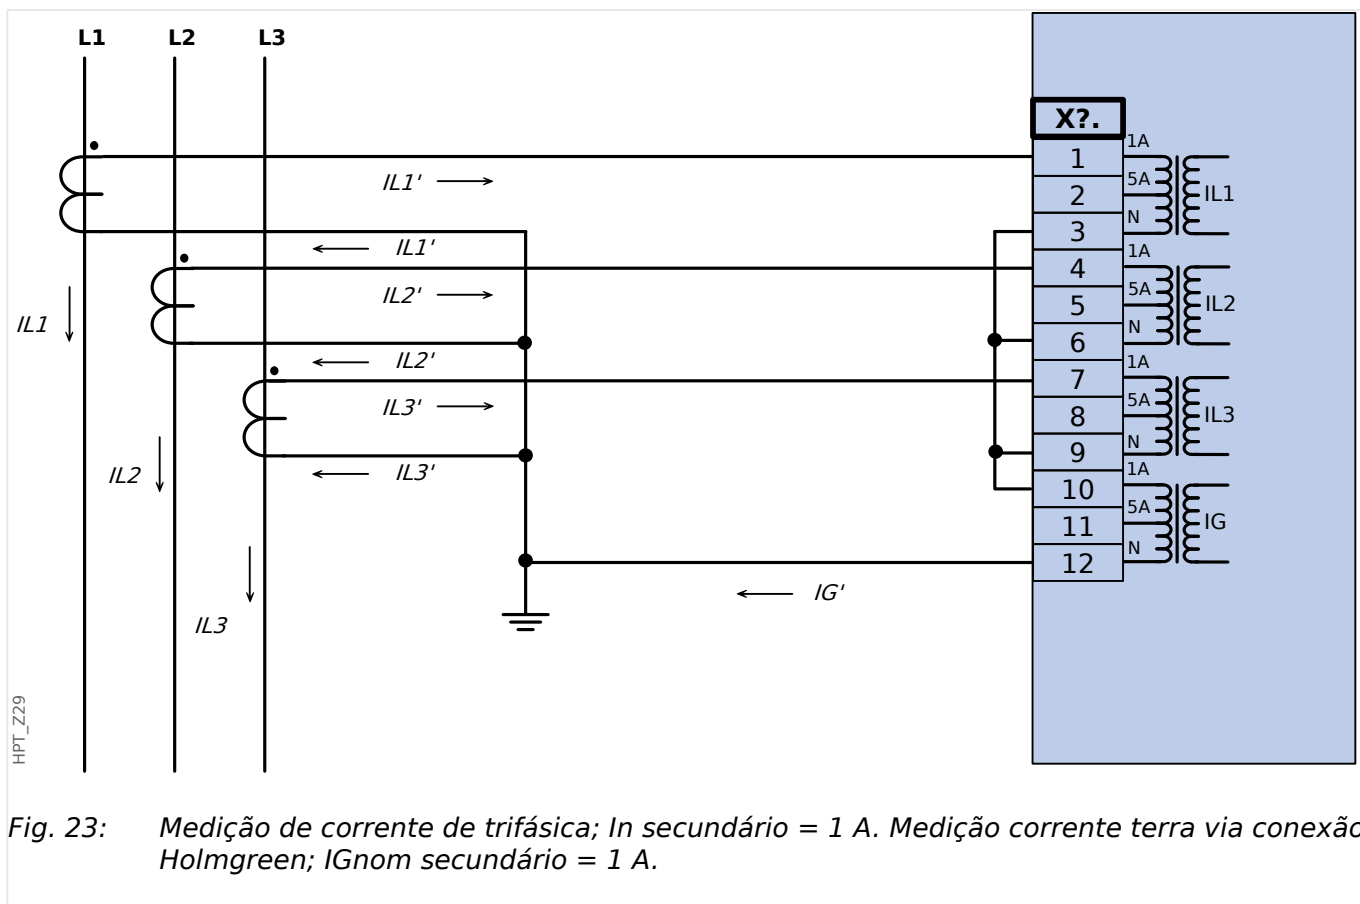 L1 L2 L3
X?.
1
2
3
4
5
6
7
8
9
10
11
12
1A
5A
N
IL1
1A
5A
N
IL2
1A
5A
N
IL3
1A
5A
N
IG
IL1'
IL1'
IL2'
IL2'
IL3'
IL3'
IG'
IL1
IL2
IL3
HPT_Z29
Fig. 23: Medição de corrente de trifásica; In secundário = 1 A. Medição corrente terra via conexão
Holmgreen; IGnom secundário = 1 A.